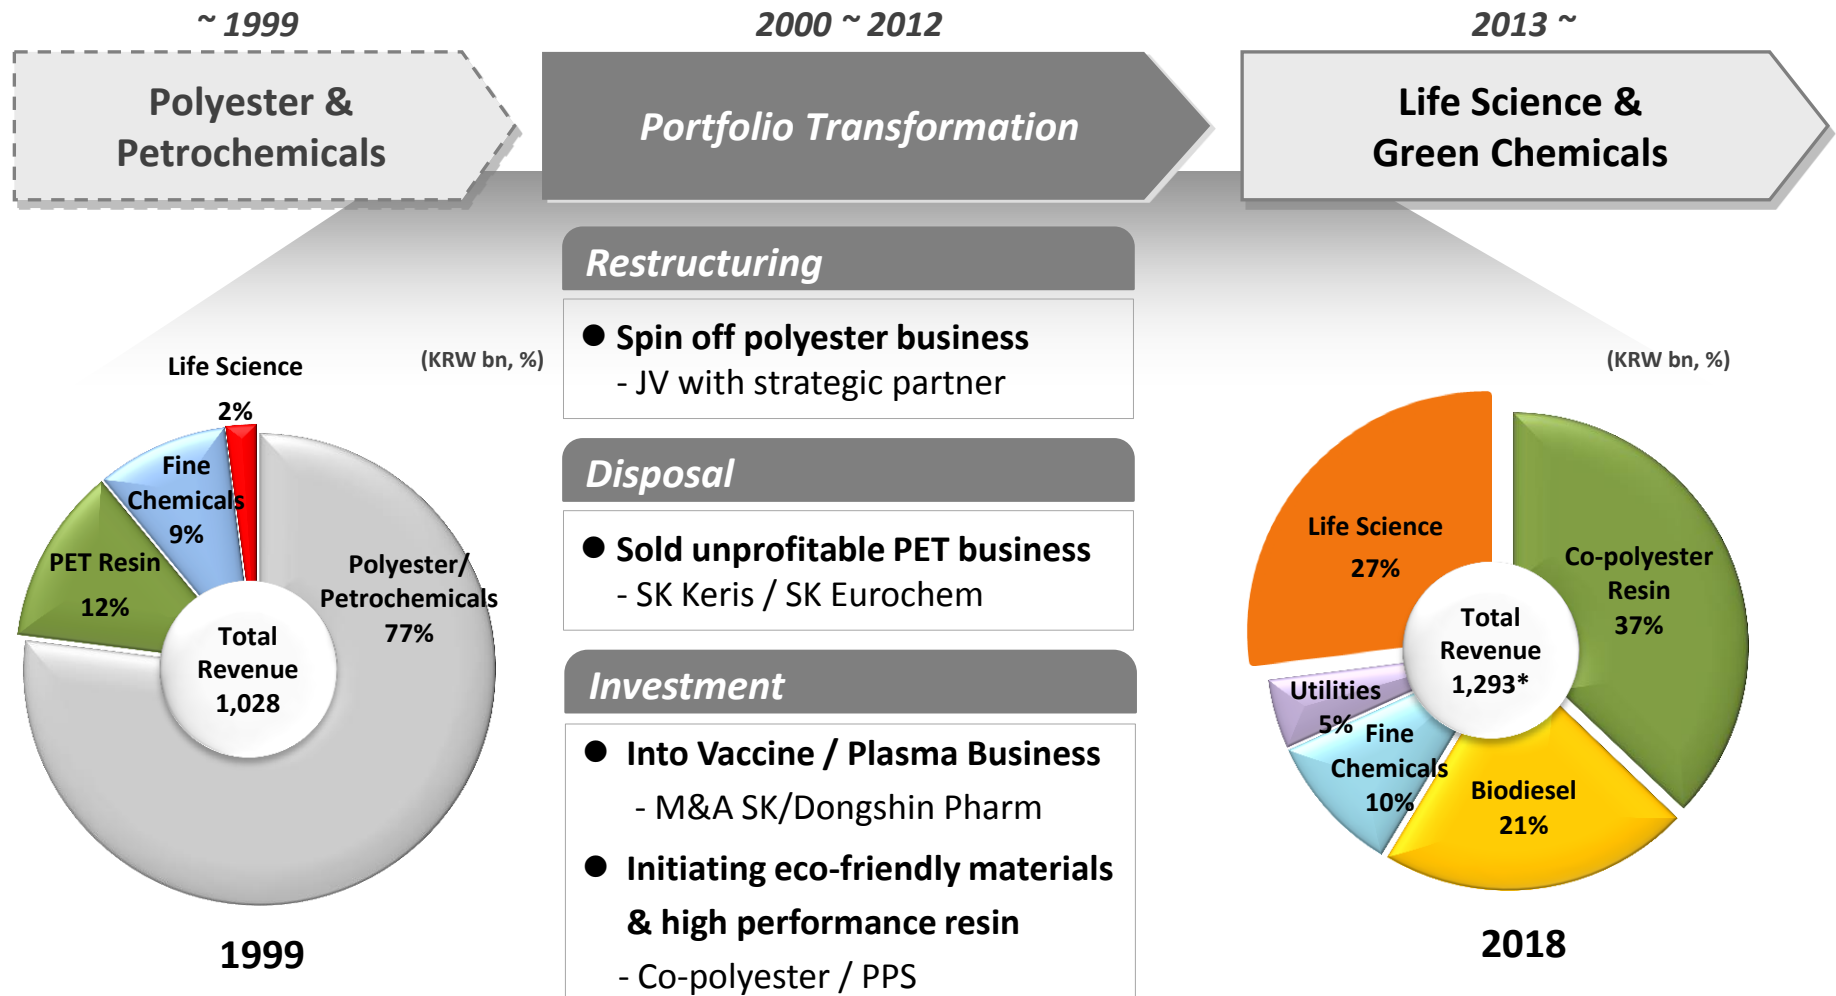 ~ 1999
2000 ~ 2012
2013 ~
Polyester &
Petrochemicals
Portfolio Transformation
Life Science &
Green Chemicals
(KRW bn, %)
Life Science
2%
Fine
Chemicals
9%
PET Resin
12%
Polyester/
Petrochemicals
77%
Total
Revenue
1,028
1999
Restructuring
● Spin off polyester business
- JV with strategic partner
Disposal
● Sold unprofitable PET business
- SK Keris / SK Eurochem
Investment
● Into Vaccine / Plasma Business
- M&A SK/Dongshin Pharm
● Initiating eco-friendly materials
& high performance resin
- Co-polyester / PPS
(KRW bn, %)
Life Science
27%
Co-polyester
Resin
37%
Total
Revenue
1,293*
Utilities
5%
Fine
Chemicals
10%
Biodiesel
21%
2018